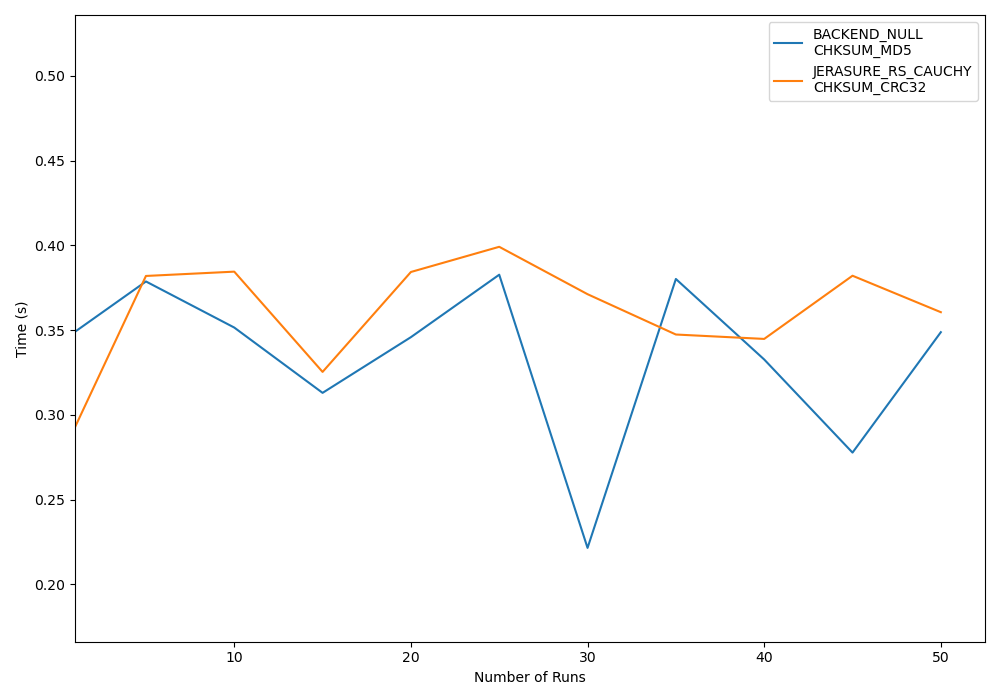 BACKEND_NULL
CHKSUM_MD5
JERASURE_RS_CAUCHY
CHKSUM_CRC32
0.50
0.45
0.40
0.35
0.30
0.25
0.20
Time (s)
10 20 30 40 50
Number of Runs